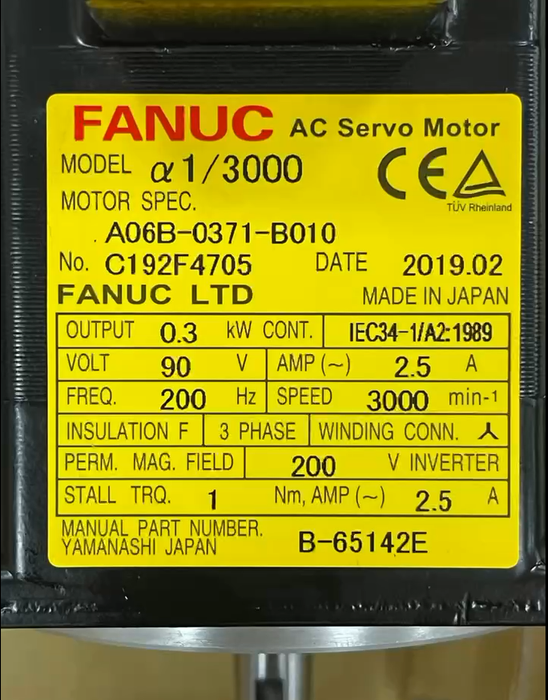 FANUC AC Servo Motor
MODEL α1/3000
CE
TÜV Rheinland
MOTOR SPEC.
A06B-0371-B010
No. C192F4705 DATE 2019.02
FANUC LTD MADE IN JAPAN
OUTPUT 0.3 kW CONT. IEC34-1/A2:1989
VOLT 90 V AMP (~) 2.5 A
FREQ. 200 Hz SPEED 3000 min-1
INSULATION F 3 PHASE WINDING CONN. 人
PERM. MAG. FIELD 200 V INVERTER
STALL TRQ. 1 Nm, AMP (~) 2.5 A
MANUAL PART NUMBER.
YAMANASHI JAPAN B-65142E